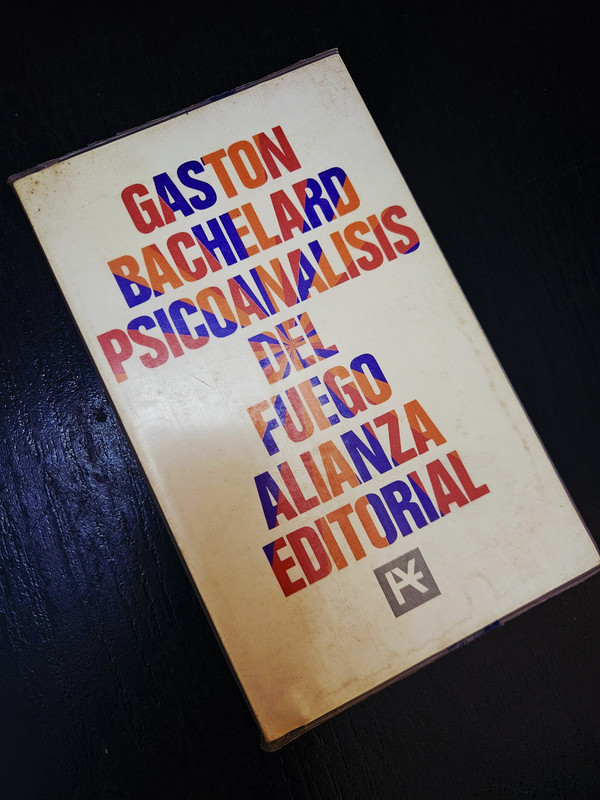 GASTON
BACHELARD
PSICOANALISIS
DEL
FUEGO
ALIANZA
EDITORIAL